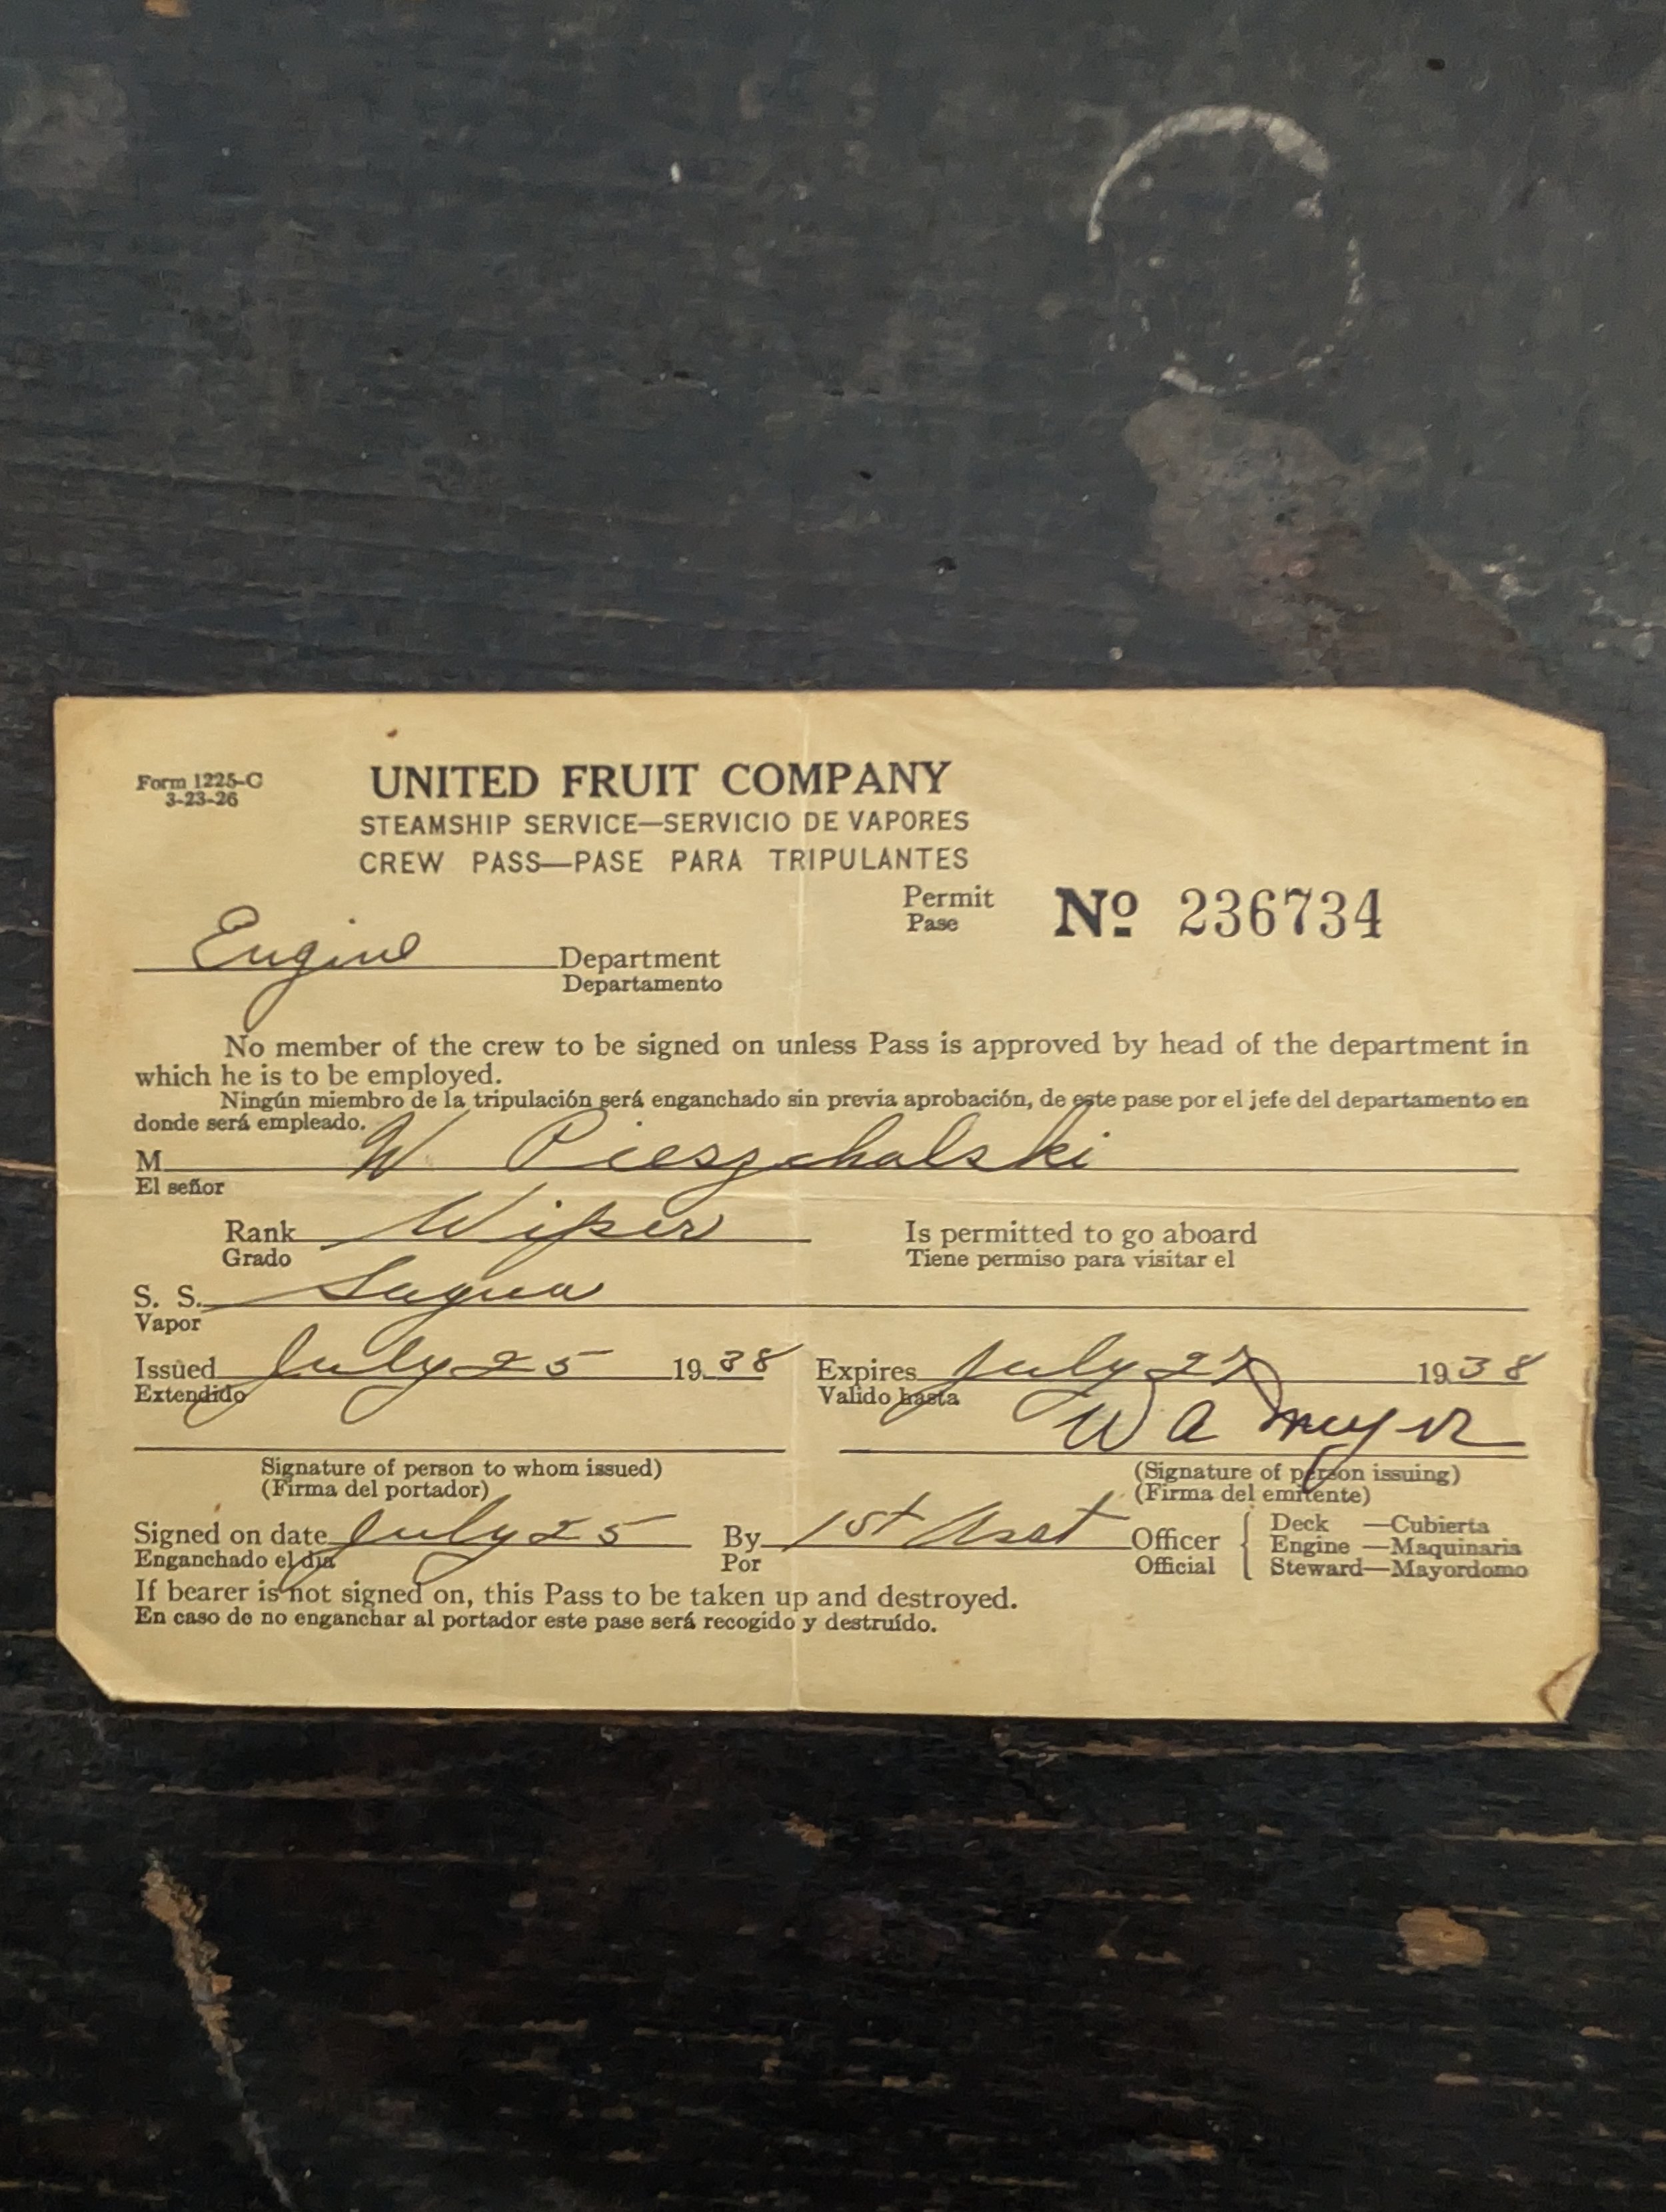 Form 1225-C
3-23-26
UNITED FRUIT COMPANY
STEAMSHIP SERVICE—SERVICIO DE VAPORES
CREW PASS—PASE PARA TRIPULANTES
Permit Nº 236734
Pase
Engine Department
Departamento
No member of the crew to be signed on unless Pass is approved by head of the department in
which he is to be employed.
Ningún miembro de la tripulación será enganchado sin previa aprobación, de este pase por el jefe del departamento en
donde será empleado.
M W Pieszchalski
El señor
Rank Wiper Is permitted to go aboard
Grado Tiene permiso para visitar el
S. S. Sagua
Vapor
Issued July 25 1938 Expires July 27 1938
Extendido Valido hasta
W A Meyer
Signature of person to whom issued) (Signature of person issuing)
(Firma del portador) (Firma del emitente)
Signed on date July 25 By 1st Asst Officer Deck —Cubierta
Engine —Maquinaria
Enganchado el dia Por Official Steward—Mayordomo
If bearer is not signed on, this Pass to be taken up and destroyed.
En caso de no enganchar al portador este pase será recogido y destruído.